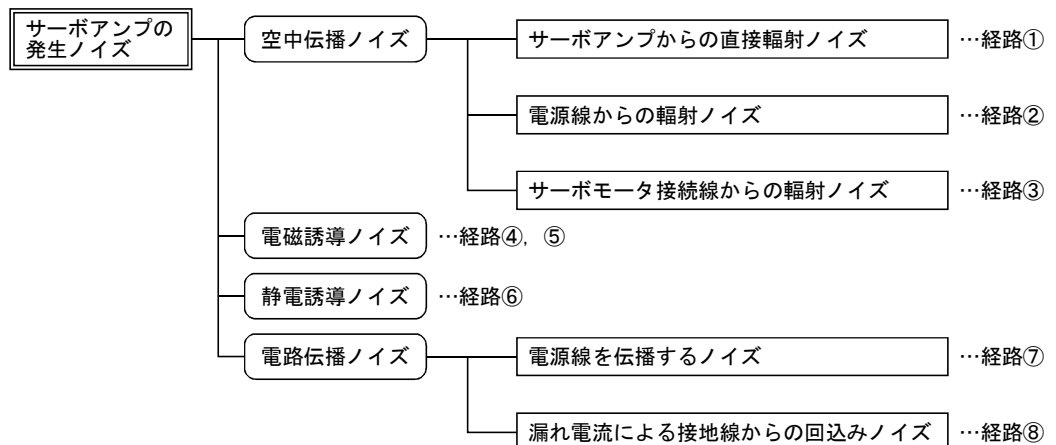 サーボアンプの
発生ノイズ
空中伝播ノイズ
サーボアンプからの直接輻射ノイズ …経路①
電源線からの輻射ノイズ …経路②
サーボモータ接続線からの輻射ノイズ …経路③
電磁誘導ノイズ …経路④, ⑤
静電誘導ノイズ …経路⑥
電路伝播ノイズ
電源線を伝播するノイズ …経路⑦
漏れ電流による接地線からの回込みノイズ …経路⑧